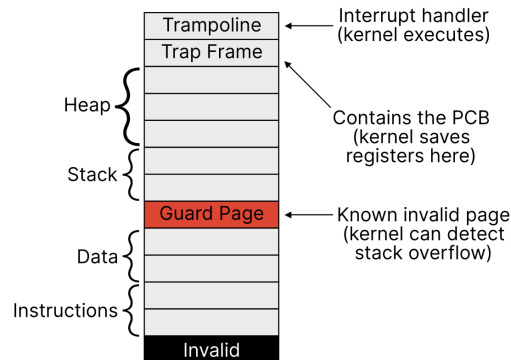 Trampoline
Interrupt handler
(kernel executes)
Trap Frame
Heap
Contains the PCB
(kernel saves
registers here)
Stack
Guard Page
Known invalid page
(kernel can detect
stack overflow)
Data
Instructions
Invalid